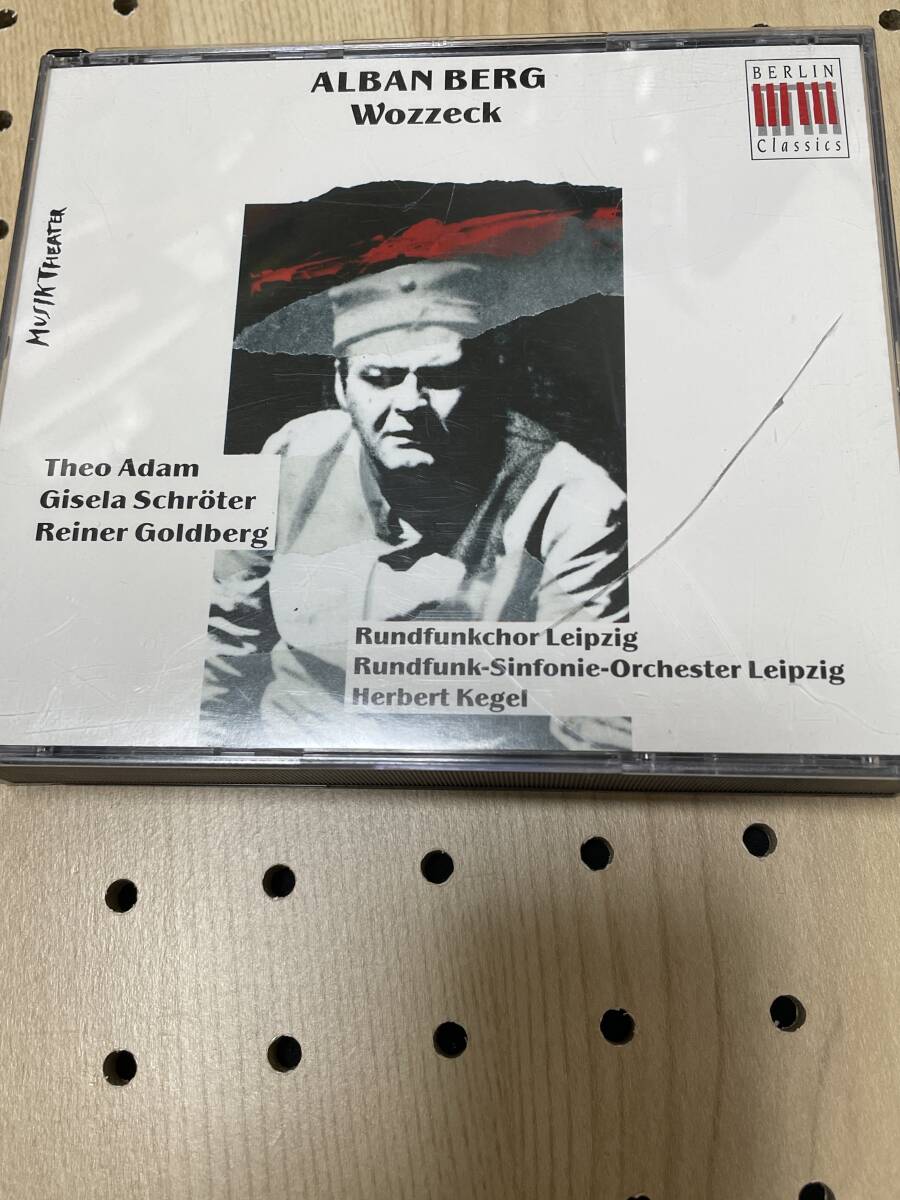 ALBAN BERG
Wozzeck
BERLIN
Classics
MUSIKTHEATER
Theo Adam
Gisela Schröter
Reiner Goldberg
Rundfunkchor Leipzig
Rundfunk-Sinfonie-Orchester Leipzig
Herbert Kegel